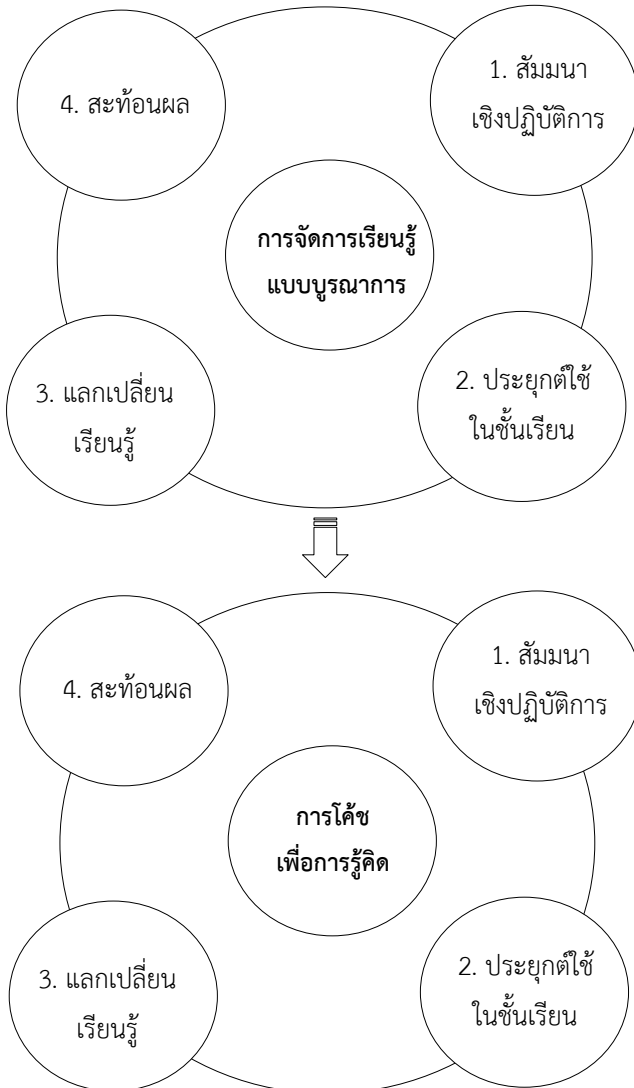 4. สะท้อนผล
1. สัมมนา
เชิงปฏิบัติการ
การจัดการเรียนรู้
แบบบูรณาการ
3. แลกเปลี่ยน
เรียนรู้
2. ประยุกต์ใช้
ในชั้นเรียน
4. สะท้อนผล
1. สัมมนา
เชิงปฏิบัติการ
การโค้ช
เพื่อการรู้คิด
3. แลกเปลี่ยน
เรียนรู้
2. ประยุกต์ใช้
ในชั้นเรียน